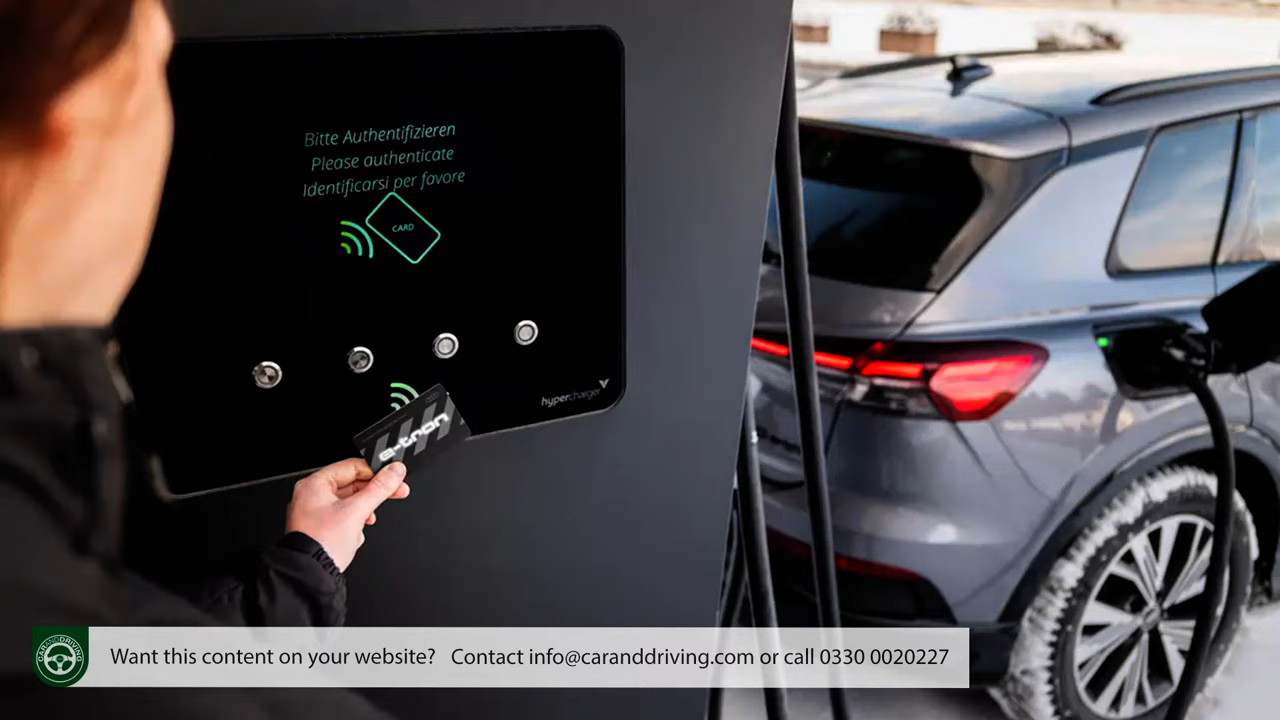 Bitte Authentifizieren
Please authenticate
Identificarsi per favore
CARD
hypercharger
e-tron
CARANDDRIVING
Want this content on your website? Contact info@caranddriving.com or call 0330 0020227